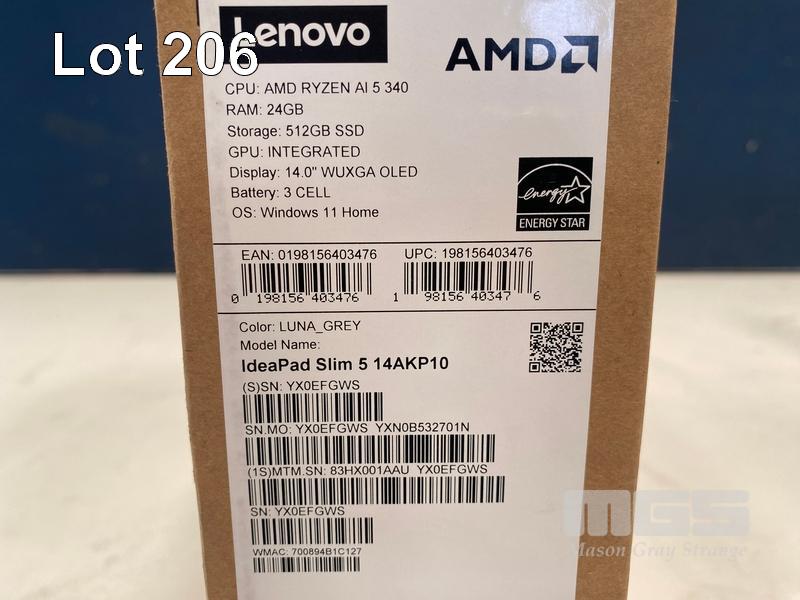 Lot 206
Lenovo
AMD
CPU: AMD RYZEN AI 5 340
RAM: 24GB
Storage: 512GB SSD
GPU: INTEGRATED
Display: 14.0" WUXGA OLED
Battery: 3 CELL
OS: Windows 11 Home
energy
ENERGY STAR
EAN: 0198156403476 UPC: 198156403476
0 198156 403476 1 98156 40347 6
Color: LUNA_GREY
Model Name:
IdeaPad Slim 5 14AKP10
(S)SN: YX0EFGWS
SN.MO: YX0EFGWS YXN0B532701N
(1S)MTM.SN: 83HX001AAU YX0EFGWS
SN: YX0EFGWS
WMAC: 700894B1C127
MGS
Mason Gray Strange